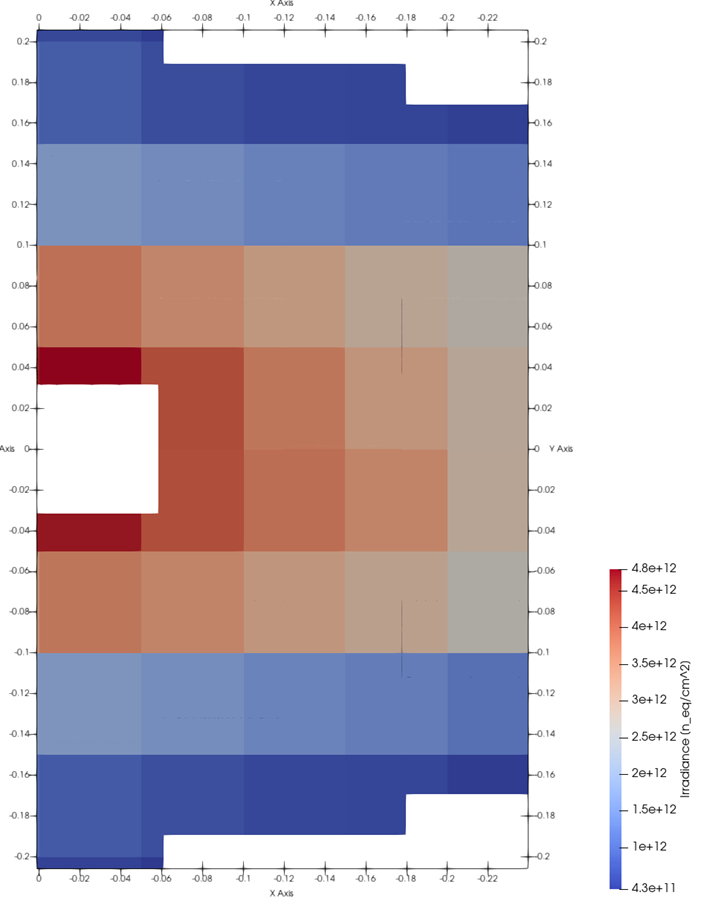 X Axis
0 -0.02 -0.04 -0.06 -0.08 -0.1 -0.12 -0.14 -0.16 -0.18 -0.2 -0.22
0.2 0.2
0.18 0.18
0.16 0.16
0.14 0.14
0.12 0.12
0.1 0.1
0.08 0.08
0.06 0.06
0.04 0.04
0.02 0.02
Axis 0 0 Y Axis
-0.02 -0.02
-0.04 -0.04
-0.06 -0.06
-0.08 -0.08
-0.1 -0.1
-0.12 -0.12
-0.14 -0.14
-0.16 -0.16
-0.18 -0.18
-0.2 -0.2
0 -0.02 -0.04 -0.06 -0.08 -0.1 -0.12 -0.14 -0.16 -0.18 -0.2 -0.22
X Axis
4.8e+12
4.5e+12
4e+12
3.5e+12
3e+12
2.5e+12
2e+12
1.5e+12
1e+12
4.3e+11
Irradiance (n_eq/cm^2)